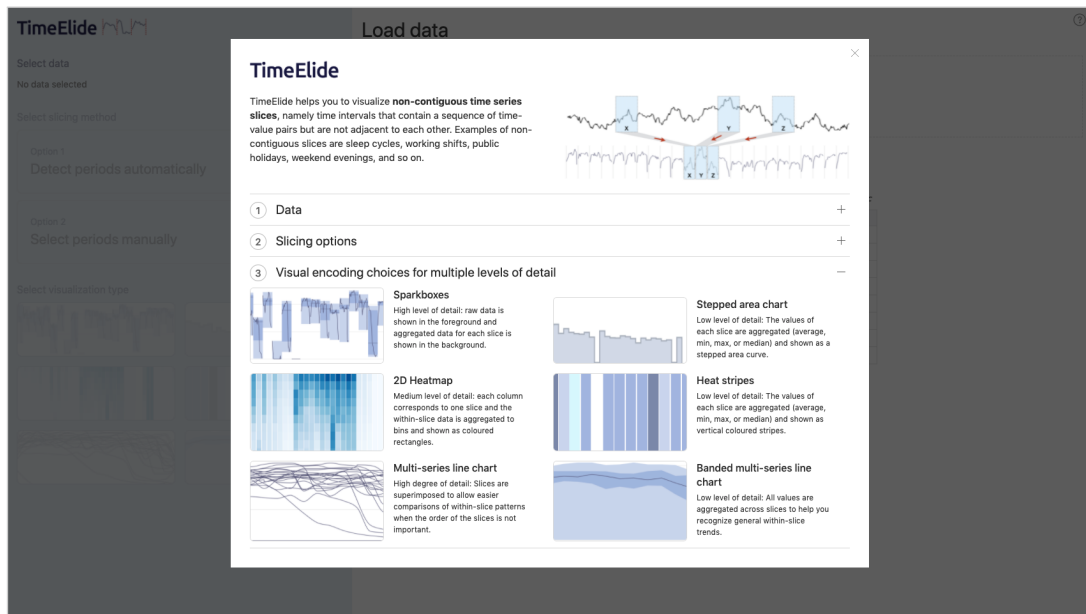 TimeElide
Load data
?
Select data
No data selected
Select slicing method
Option 1
Detect periods automatically
Option 2
Select periods manually
Select visualization type
TimeElide
TimeElide helps you to visualize non-contiguous time series
slices, namely time intervals that contain a sequence of time-
value pairs but are not adjacent to each other. Examples of non-
contiguous slices are sleep cycles, working shifts, public
holidays, weekend evenings, and so on.
X
Y
Z
X Y Z
1 Data
2 Slicing options
3 Visual encoding choices for multiple levels of detail
Sparkboxes
High level of detail: raw data is
shown in the foreground and
aggregated data for each slice is
shown in the background.
Stepped area chart
Low level of detail: The values of
each slice are aggregated (average,
min, max, or median) and shown as a
stepped area curve.
2D Heatmap
Medium level of detail: each column
corresponds to one slice and the
within-slice data is aggregated to
bins and shown as coloured
rectangles.
Heat stripes
Low level of detail: The values of
each slice are aggregated (average,
min, max, or median) and shown as
vertical coloured stripes.
Multi-series line chart
High degree of detail: Slices are
superimposed to allow easier
comparisons of within-slice patterns
when the order of the slices is not
important.
Banded multi-series line
chart
Low level of detail: All values are
aggregated across slices to help you
recognize general within-slice
trends.